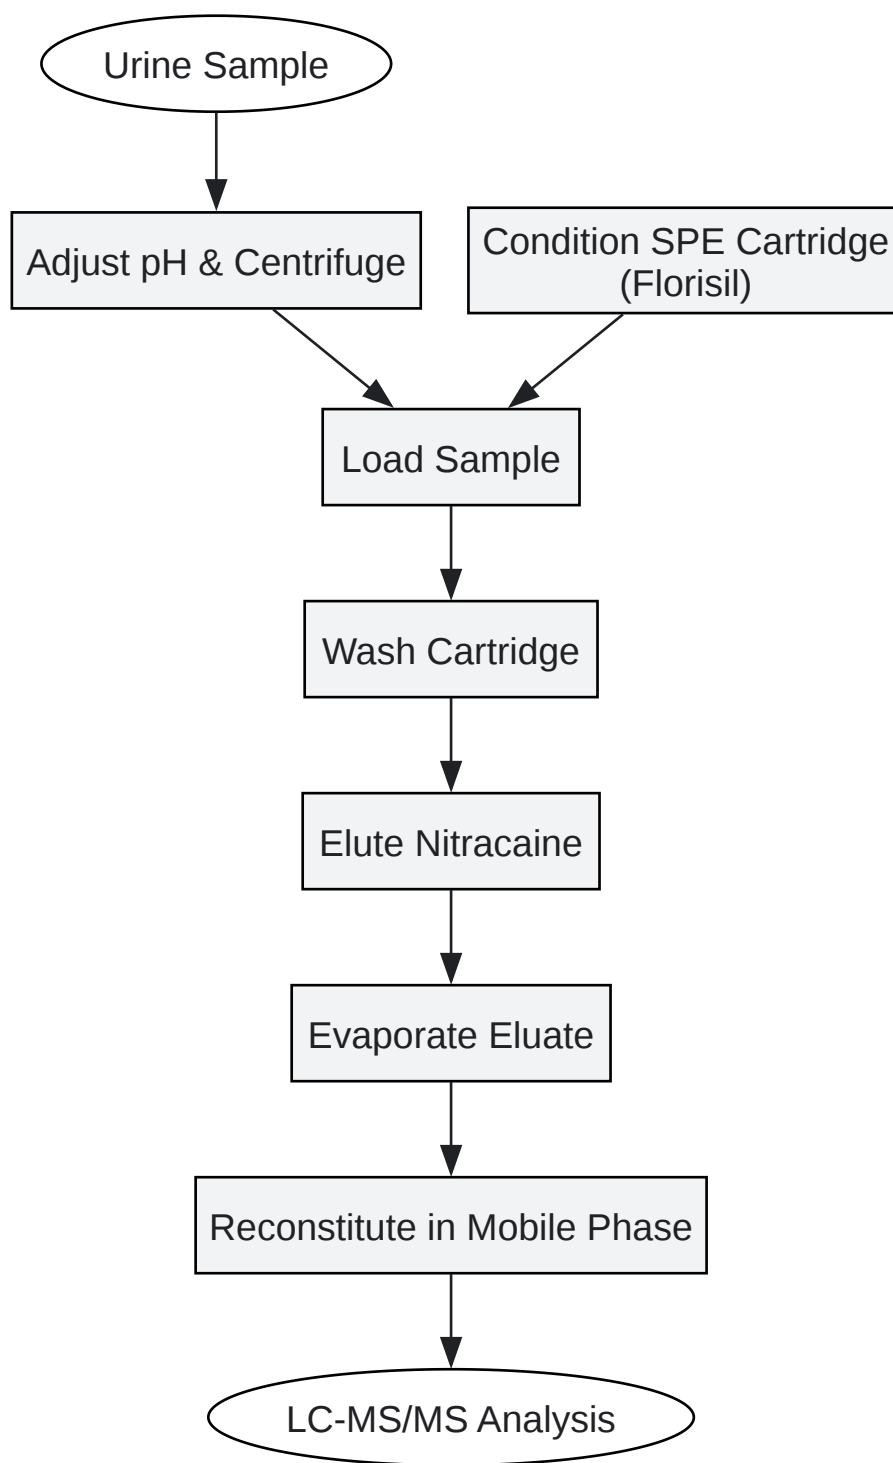 Urine Sample
Adjust pH & Centrifuge
Condition SPE Cartridge
(Florisil)
Load Sample
Wash Cartridge
Elute Nitracaine
Evaporate Eluate
Reconstitute in Mobile Phase
LC-MS/MS Analysis